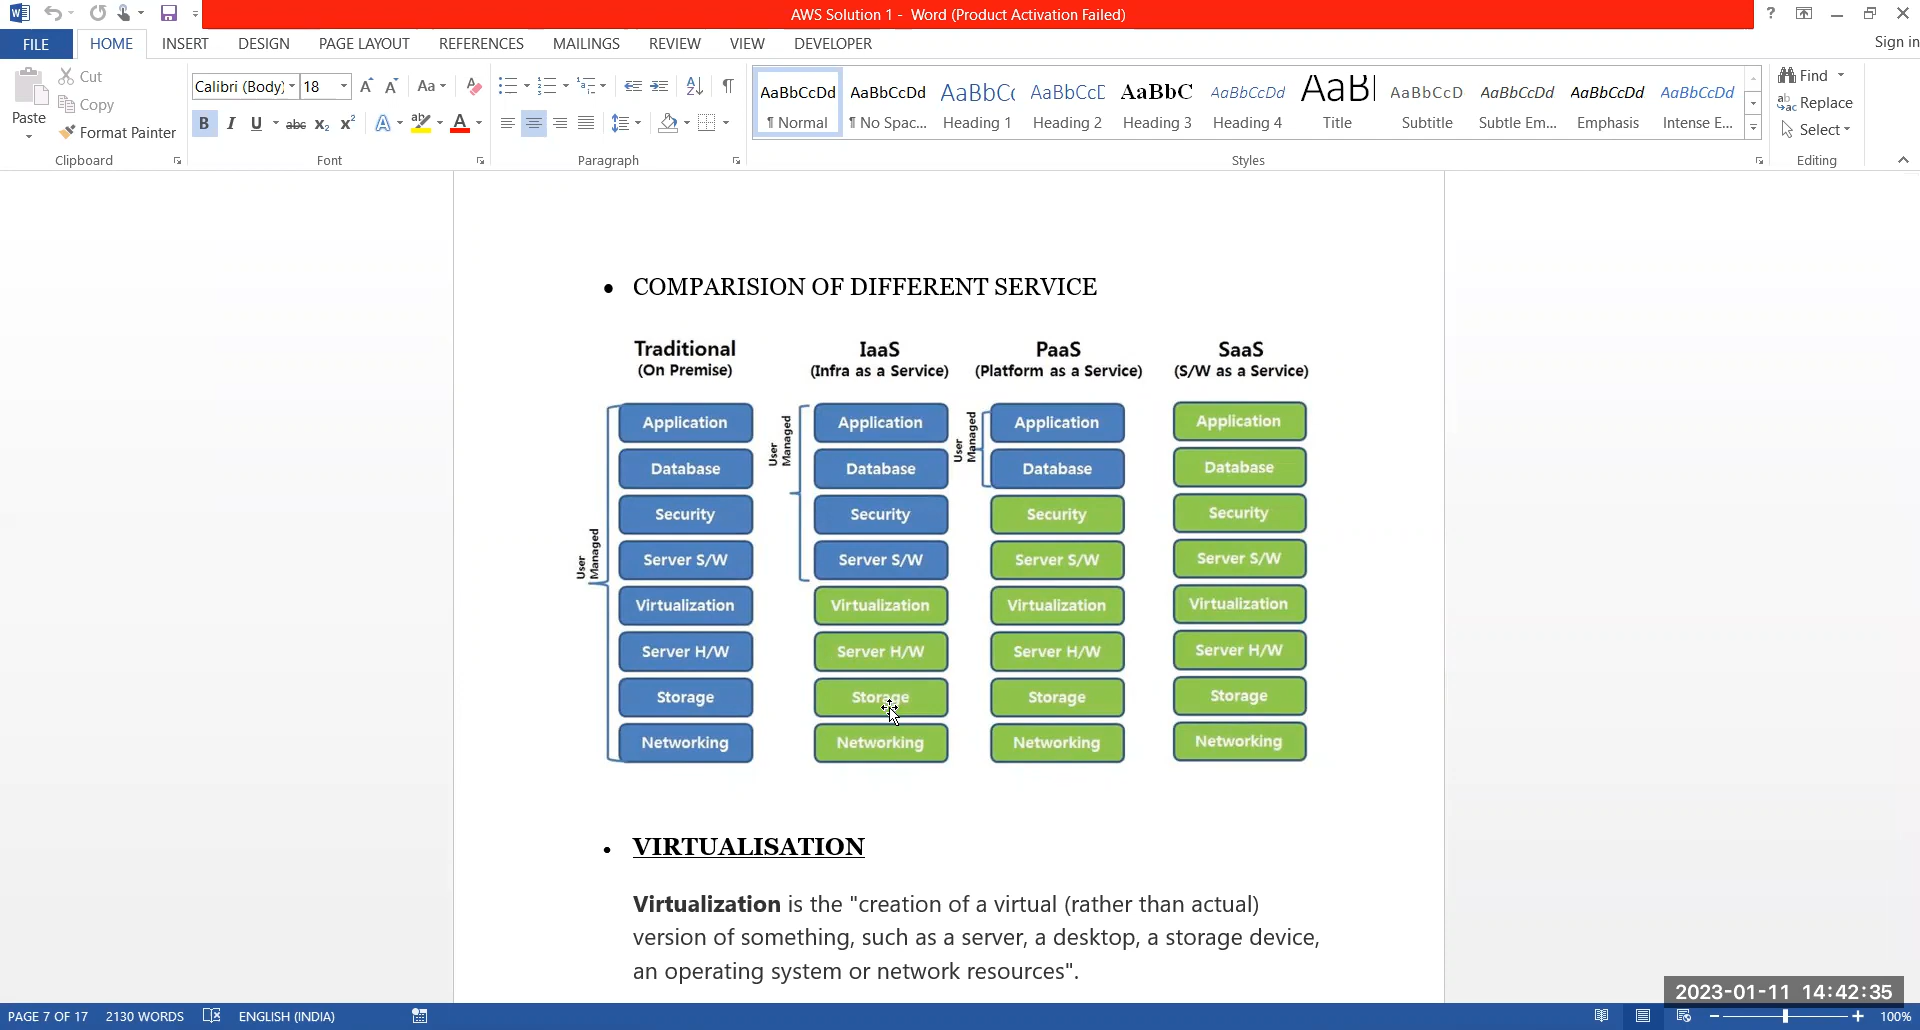 AWS Solution 1 - Word (Product Activation Failed)
?
FILE HOME INSERT DESIGN PAGE LAYOUT REFERENCES MAILINGS REVIEW VIEW DEVELOPER Sign in
Paste
Cut
Copy
Format Painter
Clipboard
Calibri (Body) 18
Aa
B I U abc X₂ X² A ab A
Font
Paragraph
AaBbCcDd AaBbCcDd AaBbC AaBbCcE AaBbC AaBbCcDd AaB AaBbCcD AaBbCcDd AaBbCcDd AaBbCcDd
¶ Normal ¶ No Spac... Heading 1 Heading 2 Heading 3 Heading 4 Title Subtitle Subtle Em... Emphasis Intense E...
Styles
Find
Replace
Select
Editing
• COMPARISION OF DIFFERENT SERVICE
Traditional IaaS PaaS SaaS
(On Premise) (Infra as a Service) (Platform as a Service) (S/W as a Service)
User Managed User Managed User Managed
Application Application Application Application
Database Database Database Database
Security Security Security Security
Server S/W Server S/W Server S/W Server S/W
Virtualization Virtualization Virtualization Virtualization
Server H/W Server H/W Server H/W Server H/W
Storage Storage Storage Storage
Networking Networking Networking Networking
• VIRTUALISATION
Virtualization is the "creation of a virtual (rather than actual)
version of something, such as a server, a desktop, a storage device,
an operating system or network resources".
2023-01-11 14:42:35
PAGE 7 OF 17 2130 WORDS ENGLISH (INDIA) 100%